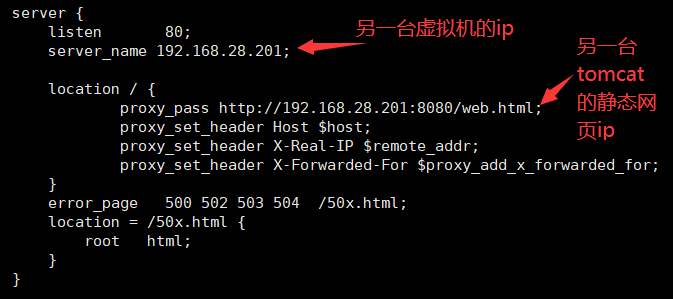 server {
    listen       80;
    server_name 192.168.28.201;
另一台虚拟机的ip
    location / {
            proxy_pass http://192.168.28.201:8080/web.html;
            proxy_set_header Host $host;
            proxy_set_header X-Real-IP $remote_addr;
            proxy_set_header X-Forwarded-For $proxy_add_x_forwarded_for;
    }
另一台
tomcat
的静态网
页ip
    error_page   500 502 503 504  /50x.html;
    location = /50x.html {
        root   html;
    }
}